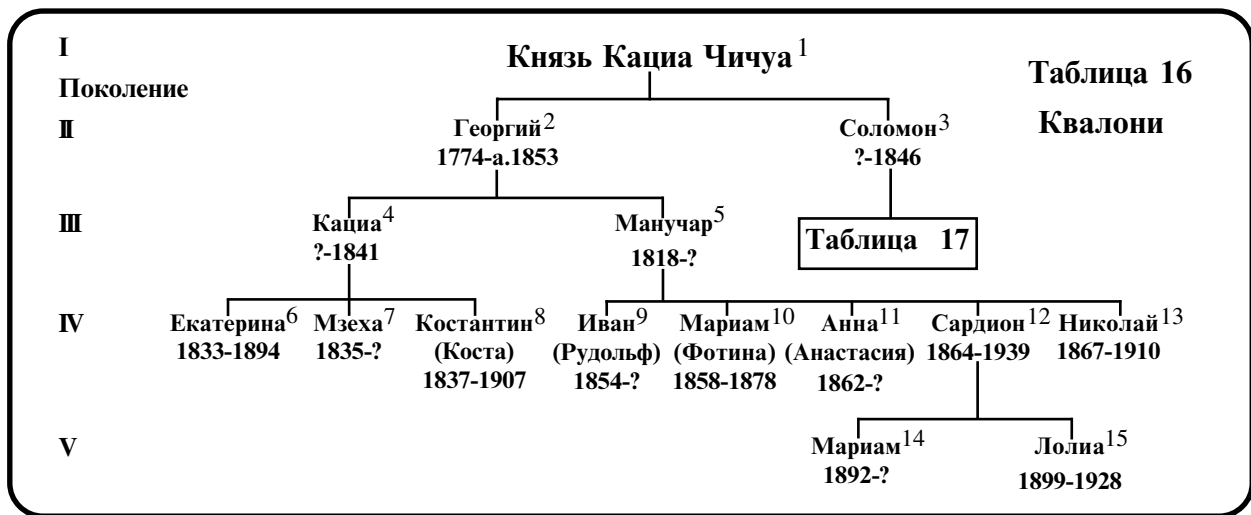 I
Князь Кациа Чичуа 1
Таблица 16
Поколение
Квалони
II
Георгий 2
Соломон 3
1774-а.1853
?-1846
III
Кациа 4
Манучар 5
Таблица 17
?-1841
1818-?
IV
Екатерина 6
Мзеха 7
Костантин 8
Иван 9
Мариам 10
Анна 11
Сардион 12
Николай 13
1833-1894
1835-?
(Коста)
(Рудольф)
(Фотина)
(Анастасия)
1864-1939
1867-1910
1837-1907
1854-?
1858-1878
1862-?
V
Мариам 14
Лолиа 15
1892-?
1899-1928